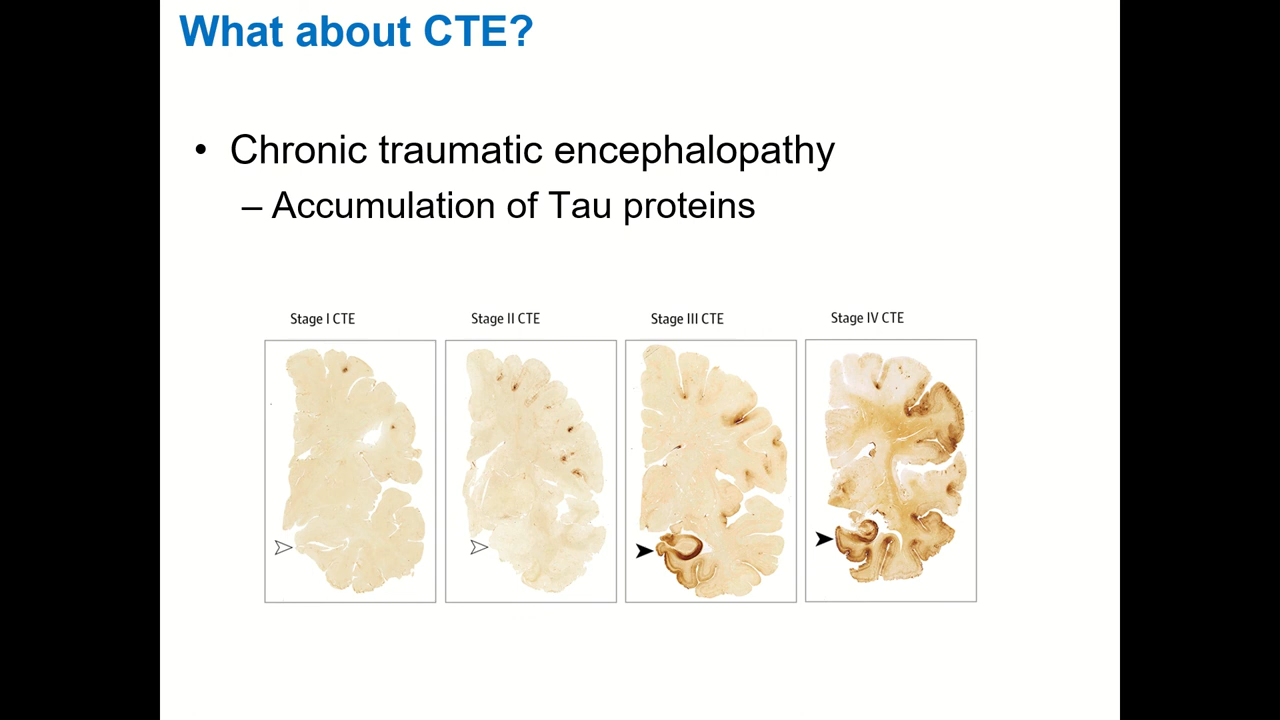 What about CTE?
• Chronic traumatic encephalopathy
– Accumulation of Tau proteins
Stage I CTE
Stage II CTE
Stage III CTE
Stage IV CTE